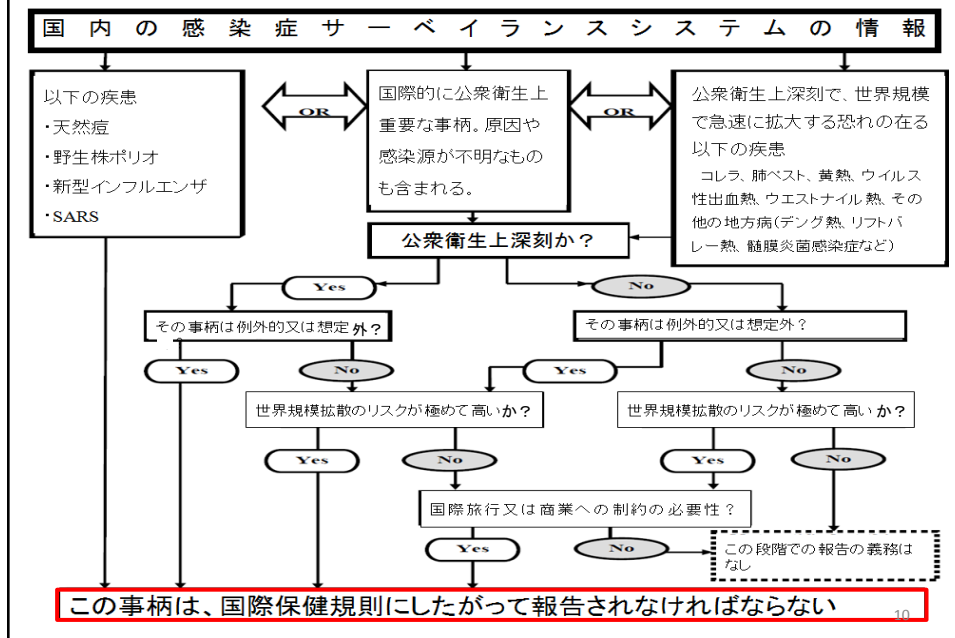 国内の感染症サーベイランスシステムの情報
以下の疾患
・天然痘
・野生株ポリオ
・新型インフルエンザ
・SARS
OR
国際的に公衆衛生上
重要な事柄。原因や
感染源が不明なもの
も含まれる。
OR
公衆衛生上深刻で、世界規模
で急速に拡大する恐れの在る
以下の疾患
コレラ、肺ペスト、黄熱、ウイルス
性出血熱、ウエストナイル熱、その
他の地方病(デング熱、リフトバ
レー熱、髄膜炎菌感染症など)
公衆衛生上深刻か？
Yes
No
その事柄は例外的又は想定外？
その事柄は例外的又は想定外？
Yes
No
Yes
No
世界規模拡散のリスクが極めて高いか？
世界規模拡散のリスクが極めて高いか？
Yes
No
Yes
No
国際旅行又は商業への制約の必要性？
Yes
No
この段階での報告の義務は
なし
この事柄は、国際保健規則にしたがって報告されなければならない
10